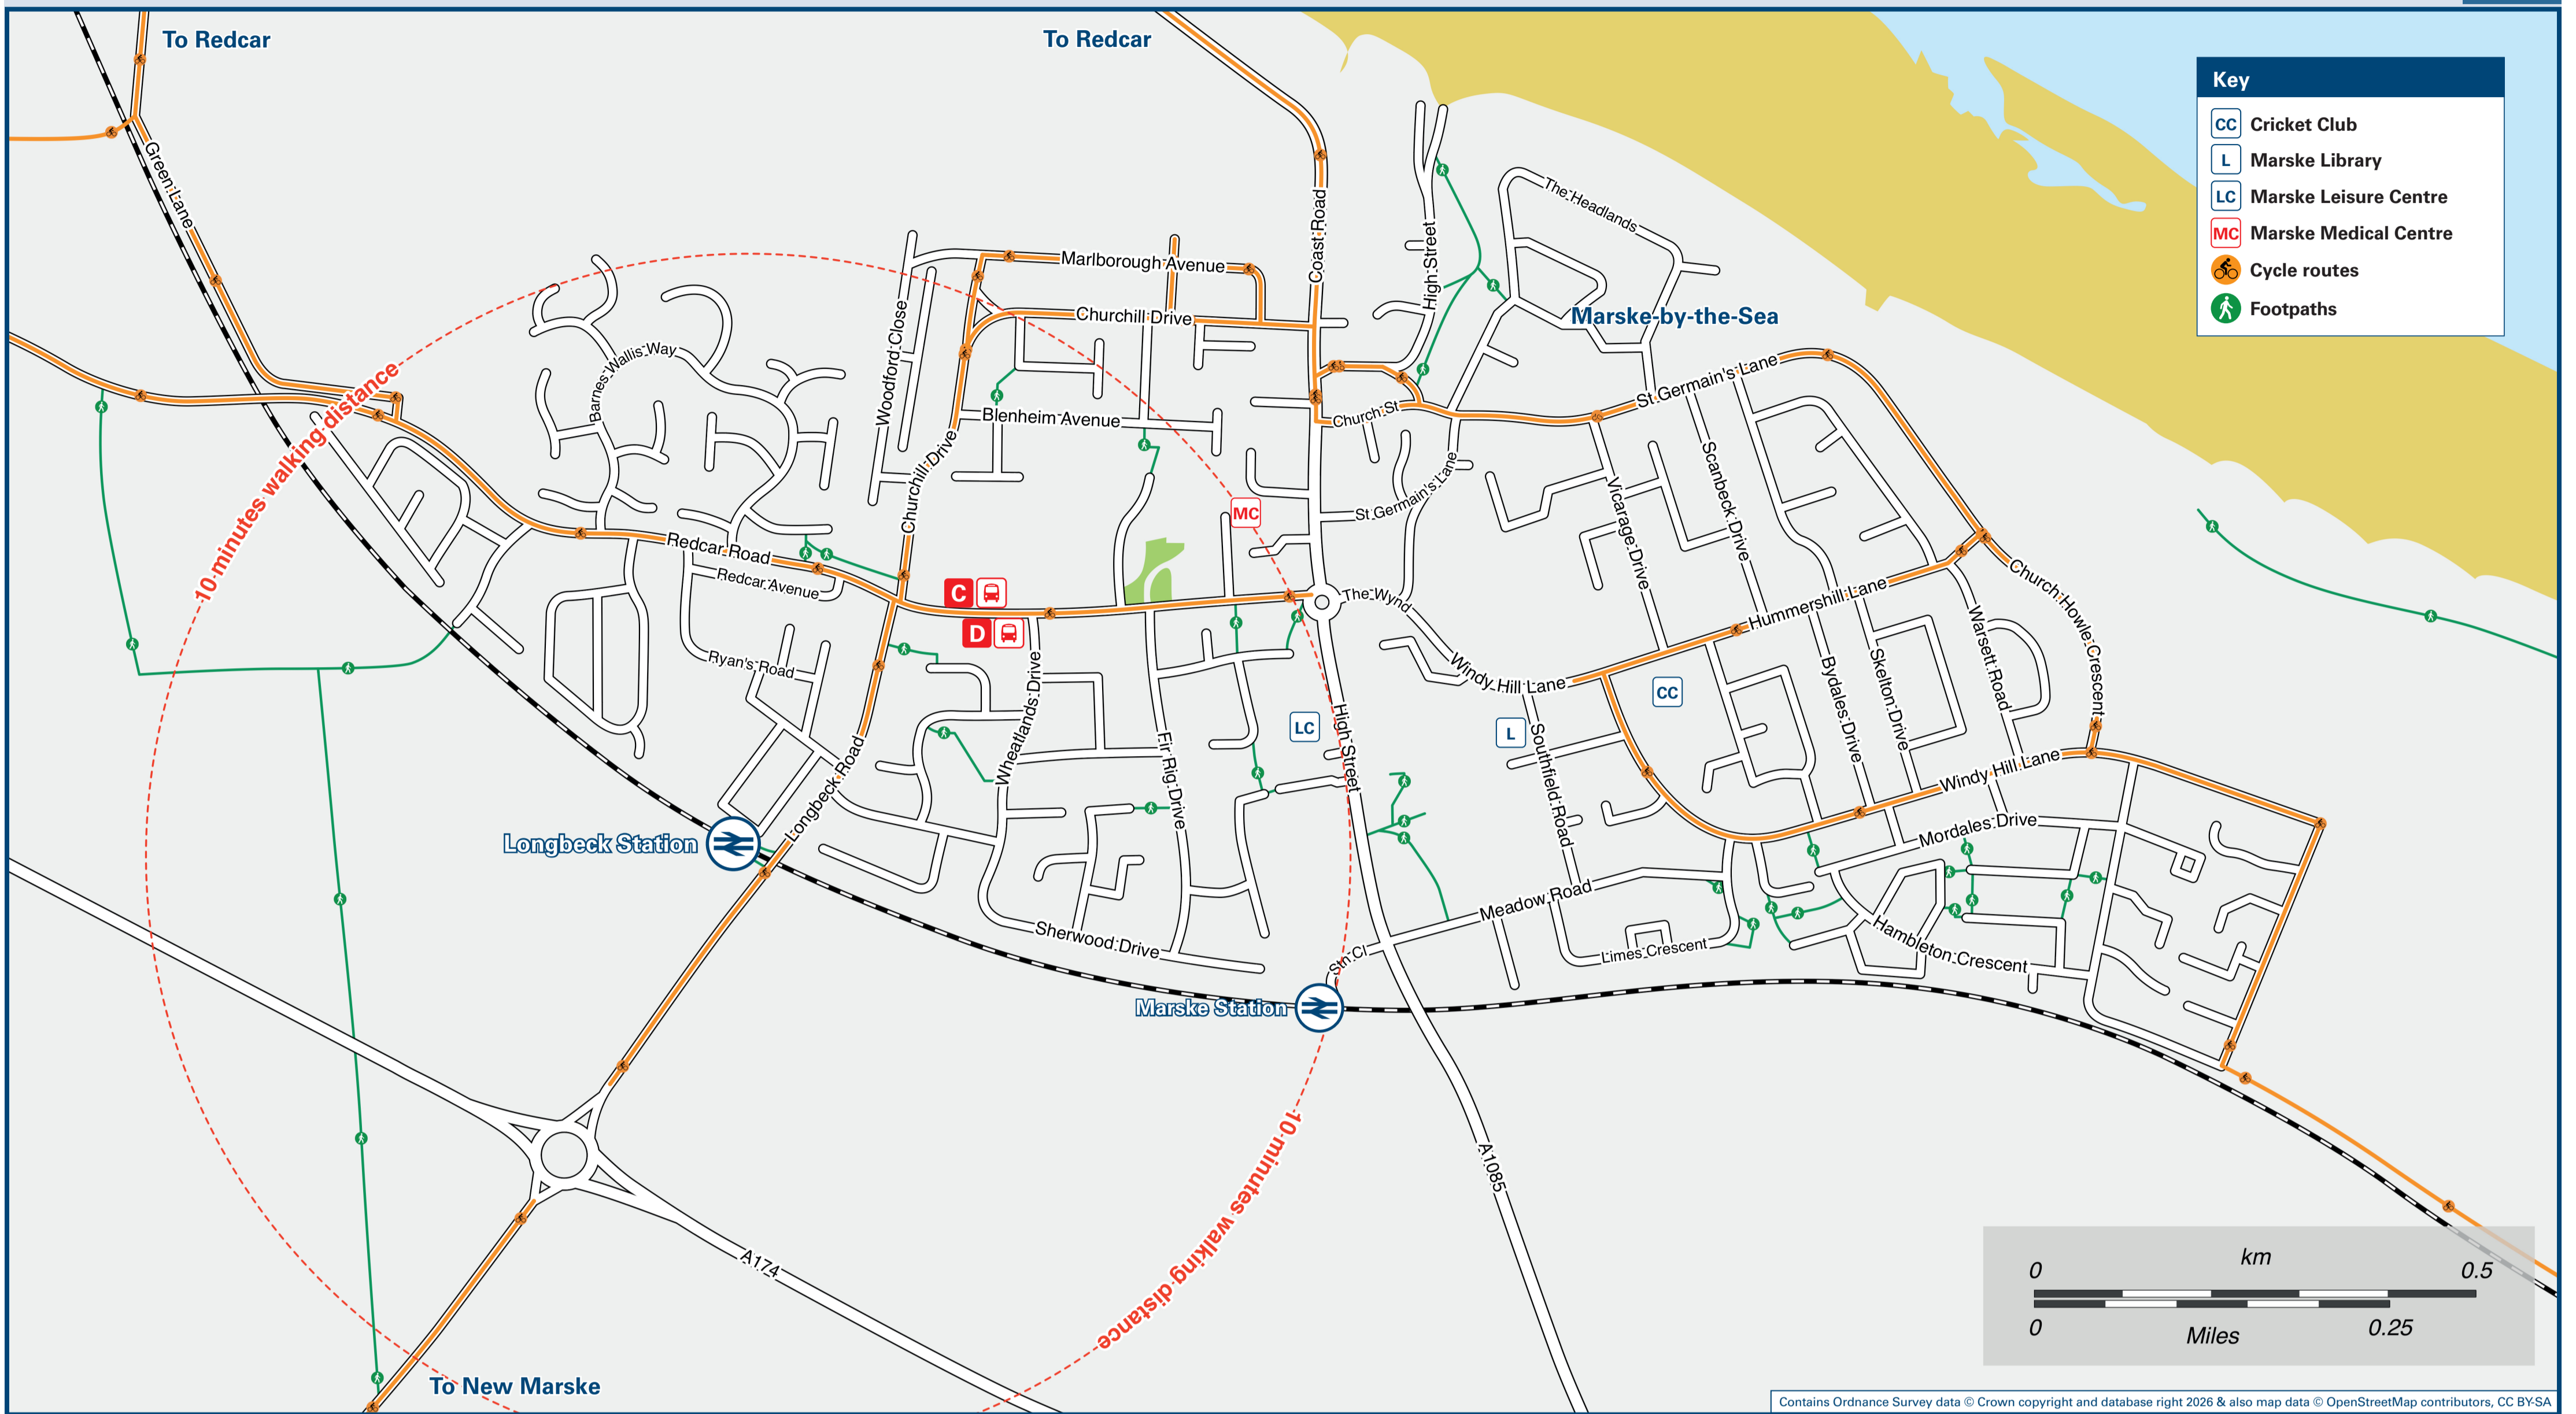 To Redcar
To Redcar
Key
CC Cricket Club
L Marske Library
LC Marske Leisure Centre
MC Marske Medical Centre
Cycle routes
Footpaths
Green Lane
Coast Road
High Street
The Headlands
Marlborough Avenue
Churchill Drive
Marske-by-the-Sea
Woodford Close
Barnes Wallis Way
St Germain's Lane
10 minutes walking distance
Blenheim Avenue
Church St
Churchill Drive
St Germain's Lane
Vicarage Drive
Scanbeck Drive
MC
Redcar Road
Redcar Avenue
C
D
The Wynd
Hummershill Lane
Church Howle Crescent
Warsett Road
Ryan's Road
Wheatlands Drive
Windy Hill Lane
CC
Bydales Drive
Skelton Drive
LC
High Street
L
Southfield Road
Fir Rig Drive
Longbeck Road
Windy Hill Lane
Mordales Drive
Longbeck Station
Meadow Road
Sherwood Drive
Stn Cl
Limes Crescent
Hambleton Crescent
Marske Station
A1085
10 minutes walking distance
A174
To New Marske
km
0 0.5
0 0.25
Miles
Contains Ordnance Survey data © Crown copyright and database right 2026 & also map data © OpenStreetMap contributors, CC BY-SA